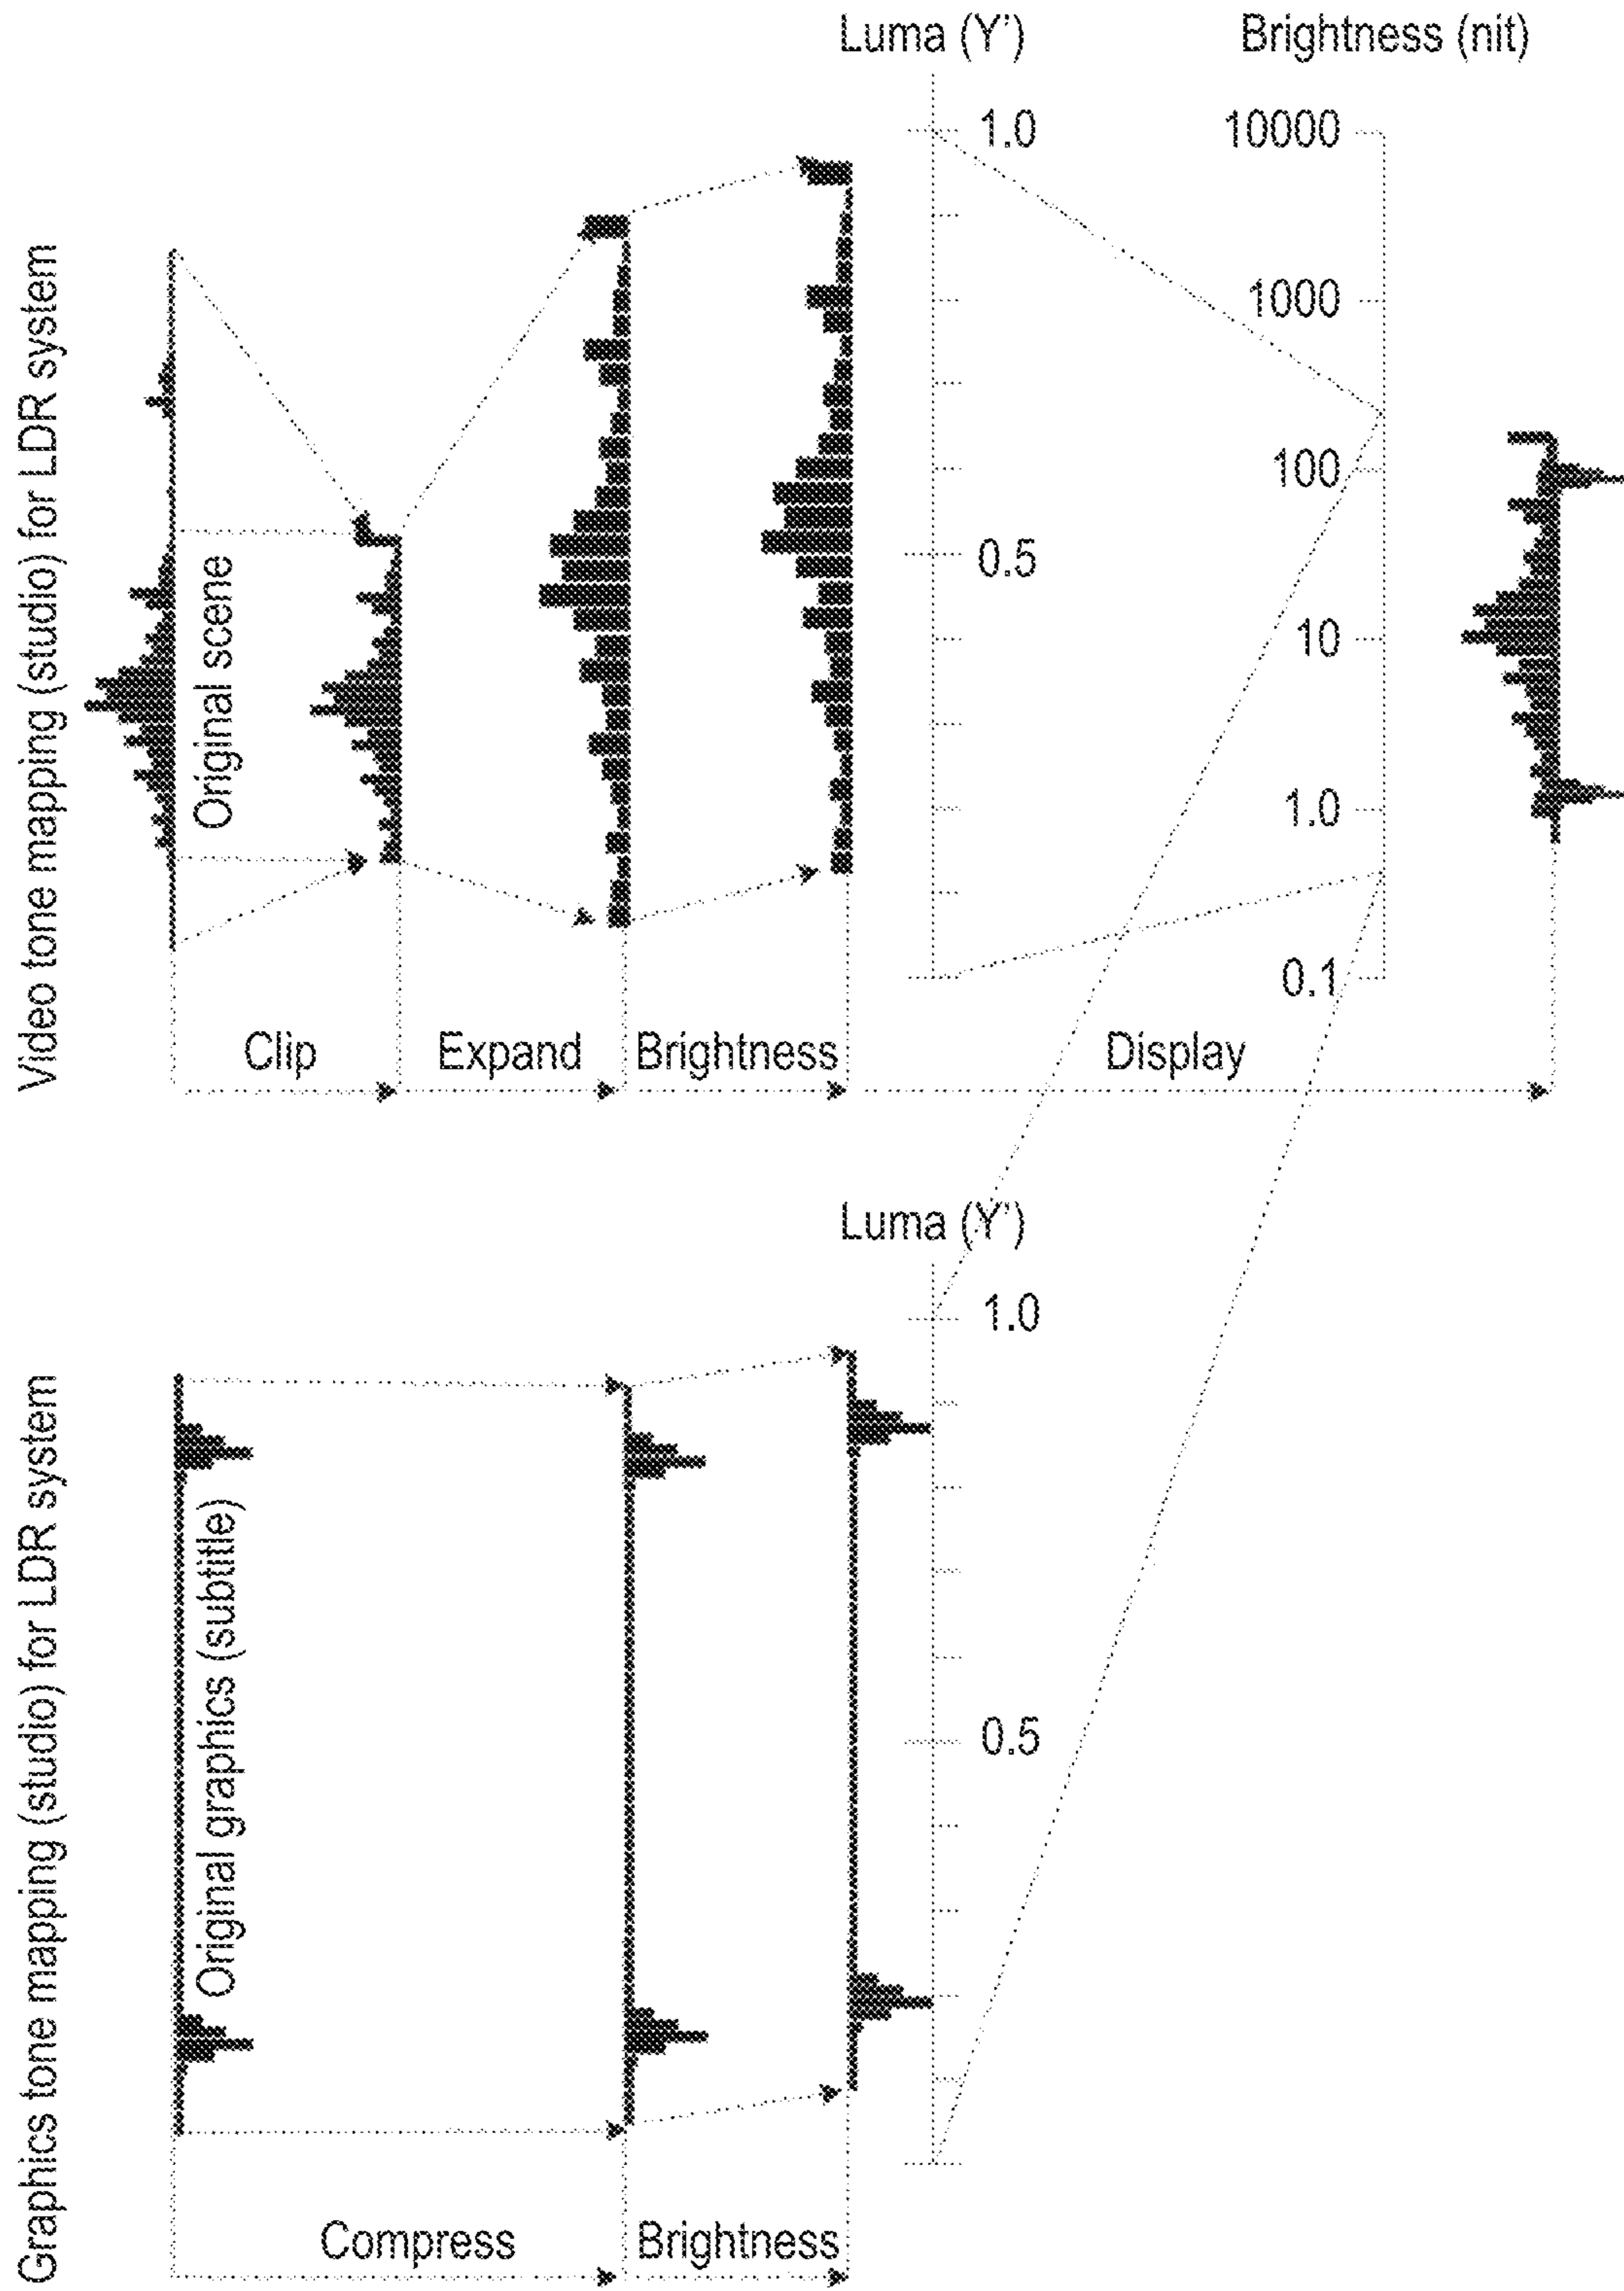 Video tone mapping (studio) for LDR system
Luma (Y')
Brightness (nit)
Original scene
1.0
0.5
10000
1000
100
10
1.0
0.1
Clip
Expand
Brightness
Display
Graphics tone mapping (studio) for LDR system
Original graphics (subtitle)
Luma (Y')
1.0
0.5
Compress
Brightness